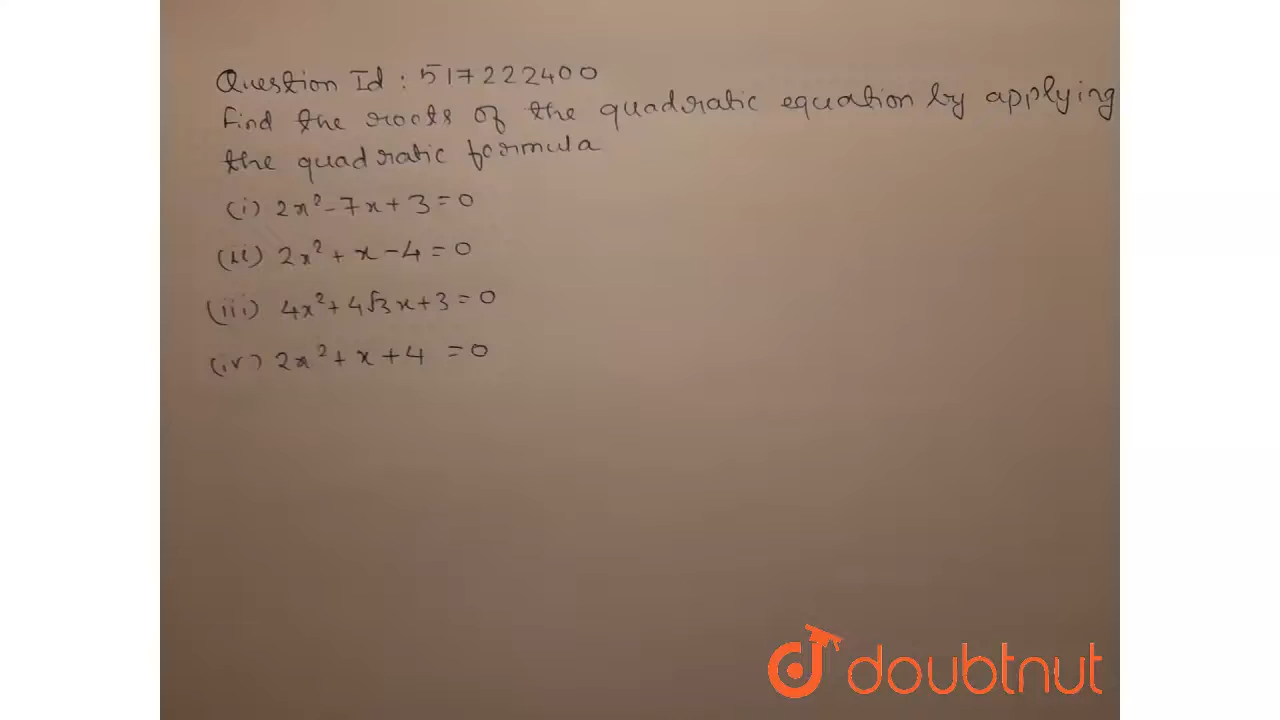 Question Id : 517222400
Find the roots of the quadratic equation by applying
the quadratic formula
(i) 2x² - 7x + 3 = 0
(ii) 2x² + x - 4 = 0
(iii) 4x² + 4√3x + 3 = 0
(iv) 2x² + x + 4 = 0
doubtnut